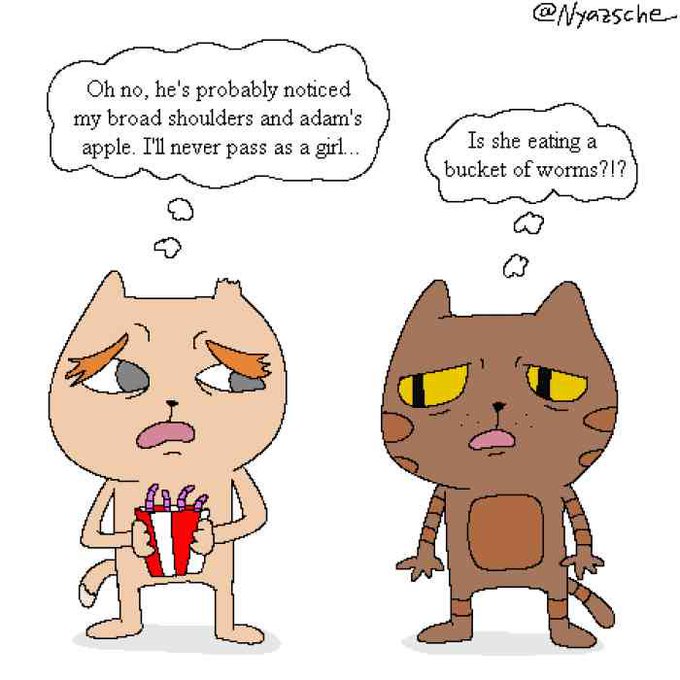 @Nyazsche
Oh no, he's probably noticed
my broad shoulders and adam's
apple. I'll never pass as a girl...
Is she eating a
bucket of worms?!?